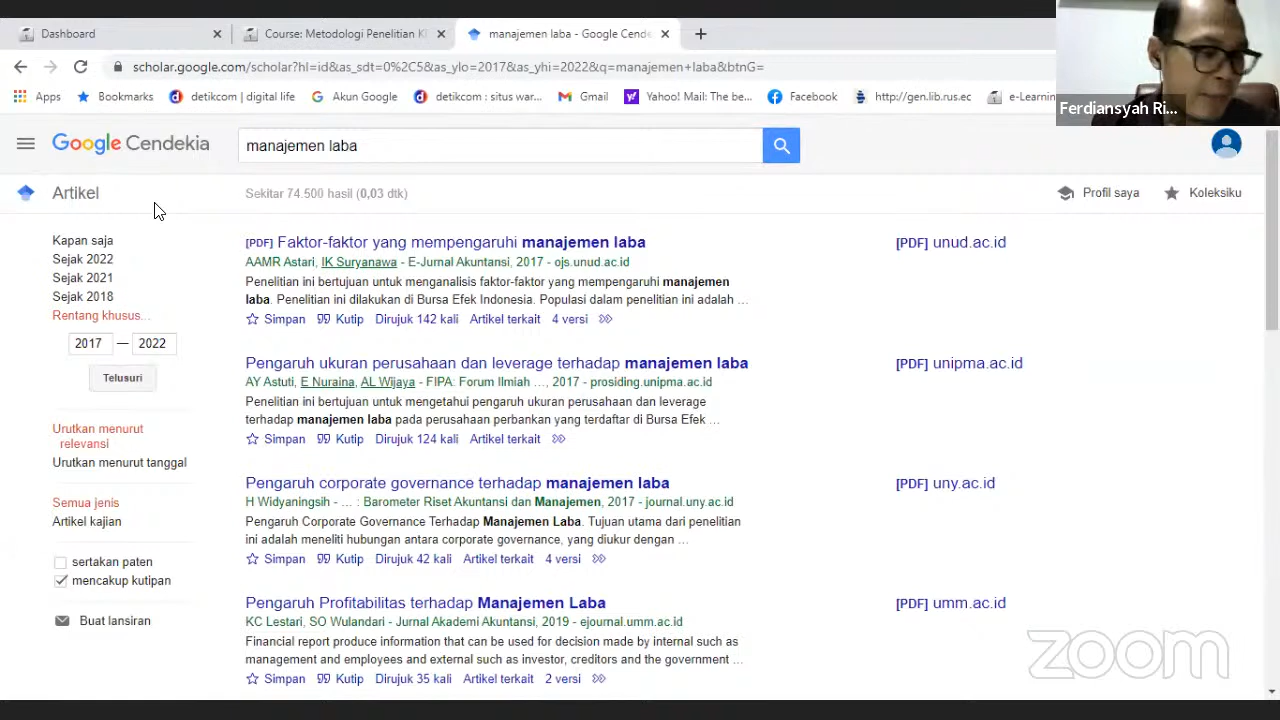 Dashboard
Course: Metodologi Penelitian K
manajemen laba - Google Cende
scholar.google.com/scholar?hl=id&as_sdt=0%2C5&as_ylo=2017&as_yhi=2022&q=manajemen+laba&btnG=
Apps
Bookmarks
detikcom | digital life
Akun Google
detikcom : situs war...
Gmail
Yahoo! Mail: The be...
Facebook
http://gen.lib.rus.ec
e-Learnin
Ferdiansyah Ri...
Google Cendekia
manajemen laba
Artikel
Sekitar 74.500 hasil (0,03 dtk)
Profil saya
Koleksiku
Kapan saja
Sejak 2022
Sejak 2021
Sejak 2018
Rentang khusus...
2017 — 2022
Telusuri
Urutkan menurut
relevansi
Urutkan menurut tanggal
Semua jenis
Artikel kajian
sertakan paten
mencakup kutipan
Buat lansiran
[PDF] Faktor-faktor yang mempengaruhi manajemen laba
[PDF] unud.ac.id
AAMR Astari, IK Suryanawa - E-Jurnal Akuntansi, 2017 - ojs.unud.ac.id
Penelitian ini bertujuan untuk menganalisis faktor-faktor yang mempengaruhi manajemen
laba. Penelitian ini dilakukan di Bursa Efek Indonesia. Populasi dalam penelitian ini adalah ...
Simpan Kutip Dirujuk 142 kali Artikel terkait 4 versi
Pengaruh ukuran perusahaan dan leverage terhadap manajemen laba
[PDF] unipma.ac.id
AY Astuti, E Nuraina, AL Wijaya - FIPA: Forum Ilmiah ..., 2017 - prosiding.unipma.ac.id
Penelitian ini bertujuan untuk mengetahui pengaruh ukuran perusahaan dan leverage
terhadap manajemen laba pada perusahaan perbankan yang terdaftar di Bursa Efek ...
Simpan Kutip Dirujuk 124 kali Artikel terkait
Pengaruh corporate governance terhadap manajemen laba
[PDF] uny.ac.id
H Widyaningsih - ... : Barometer Riset Akuntansi dan Manajemen, 2017 - journal.uny.ac.id
Pengaruh Corporate Governance Terhadap Manajemen Laba. Tujuan utama dari penelitian
ini adalah meneliti hubungan antara corporate governance, yang diukur dengan ...
Simpan Kutip Dirujuk 42 kali Artikel terkait 4 versi
Pengaruh Profitabilitas terhadap Manajemen Laba
[PDF] umm.ac.id
KC Lestari, SO Wulandari - Jurnal Akademi Akuntansi, 2019 - ejournal.umm.ac.id
Financial report produce information that can be used for decision made by internal such as
management and employees and external such as investor, creditors and the government ...
Simpan Kutip Dirujuk 35 kali Artikel terkait 2 versi
zoom